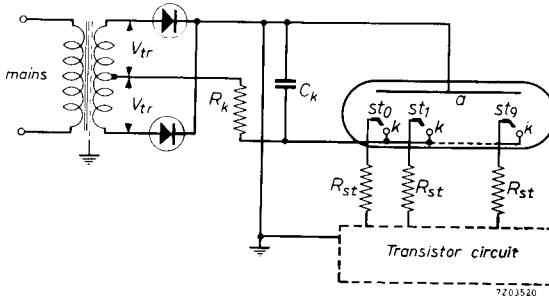 mains
V_tr
V_tr
R_k
C_k
a
st_0
k
st_1
k
st_9
k
R_st
R_st
R_st
Transistor circuit
7Z03520